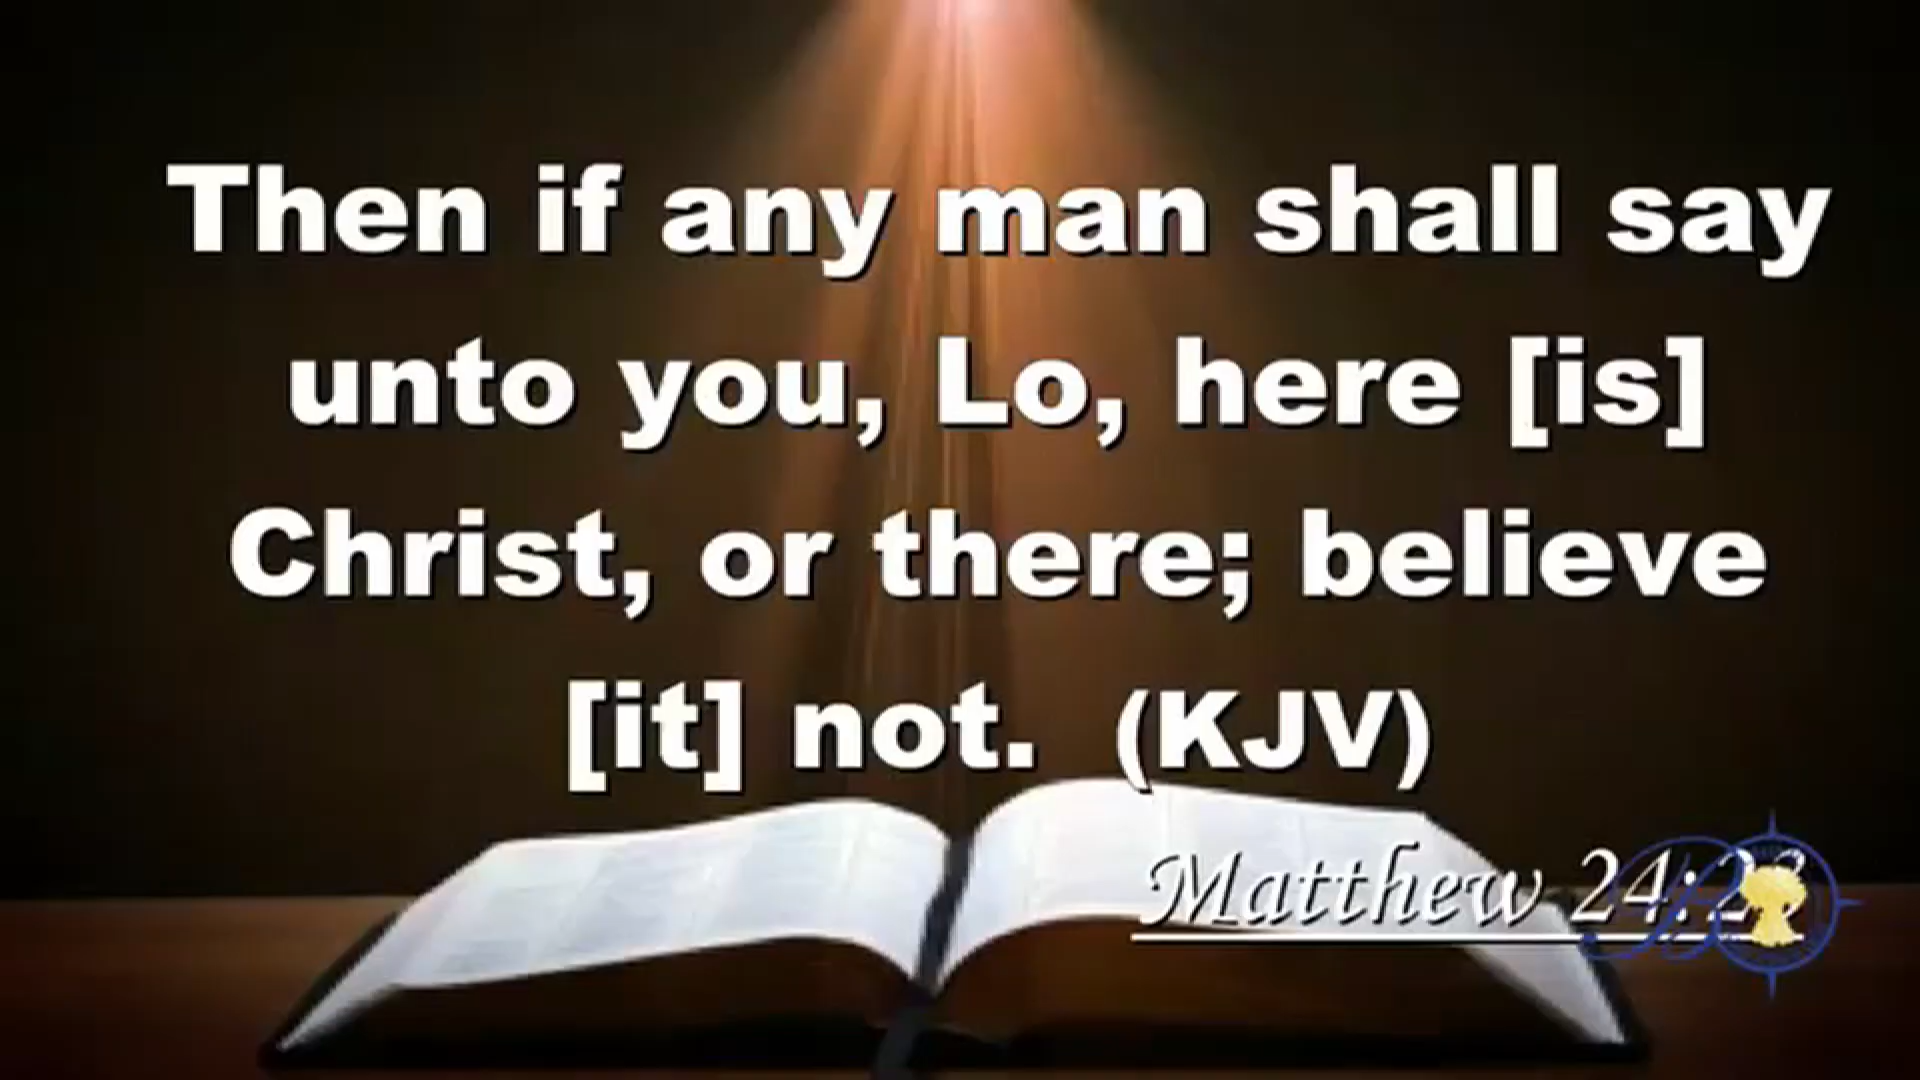 Then if any man shall say
unto you, Lo, here [is]
Christ, or there; believe
[it] not. (KJV)
Matthew 24:23